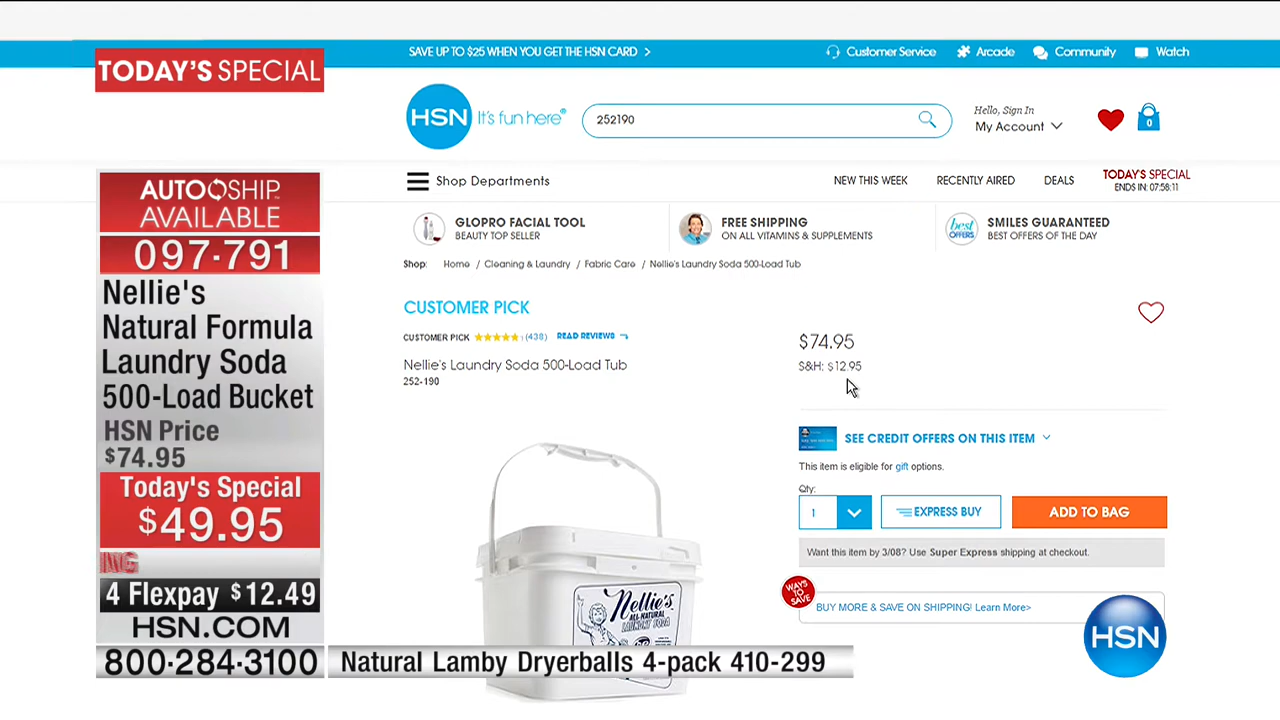 SAVE UP TO $25 WHEN YOU GET THE HSN CARD >
Customer Service
Arcade
Community
Watch
TODAY'S SPECIAL
HSN It's fun here®
252190
Hello, Sign In
My Account
0
Shop Departments
NEW THIS WEEK
RECENTLY AIRED
DEALS
TODAY'S SPECIAL
ENDS IN: 07:58:11
GLOPRO FACIAL TOOL
BEAUTY TOP SELLER
FREE SHIPPING
ON ALL VITAMINS & SUPPLEMENTS
best
OFFERS
SMILES GUARANTEED
BEST OFFERS OF THE DAY
Shop: Home / Cleaning & Laundry / Fabric Care / Nellie's Laundry Soda 500-Load Tub
CUSTOMER PICK
CUSTOMER PICK (438) READ REVIEWS
Nellie's Laundry Soda 500-Load Tub
252-190
$74.95
S&H: $12.95
SEE CREDIT OFFERS ON THIS ITEM
This item is eligible for gift options.
Qty:
1
EXPRESS BUY
ADD TO BAG
Want this item by 3/08? Use Super Express shipping at checkout.
WAYS
TO
SAVE
BUY MORE & SAVE ON SHIPPING! Learn More>
Nellie's
ALL-NATURAL
LAUNDRY SODA
HSN
AUTO SHIP
AVAILABLE
097·791
Nellie's
Natural Formula
Laundry Soda
500-Load Bucket
HSN Price
$74.95
Today's Special
$49.95
4 Flexpay $12.49
HSN.COM
800·284·3100
Natural Lamby Dryerballs 4-pack 410-299